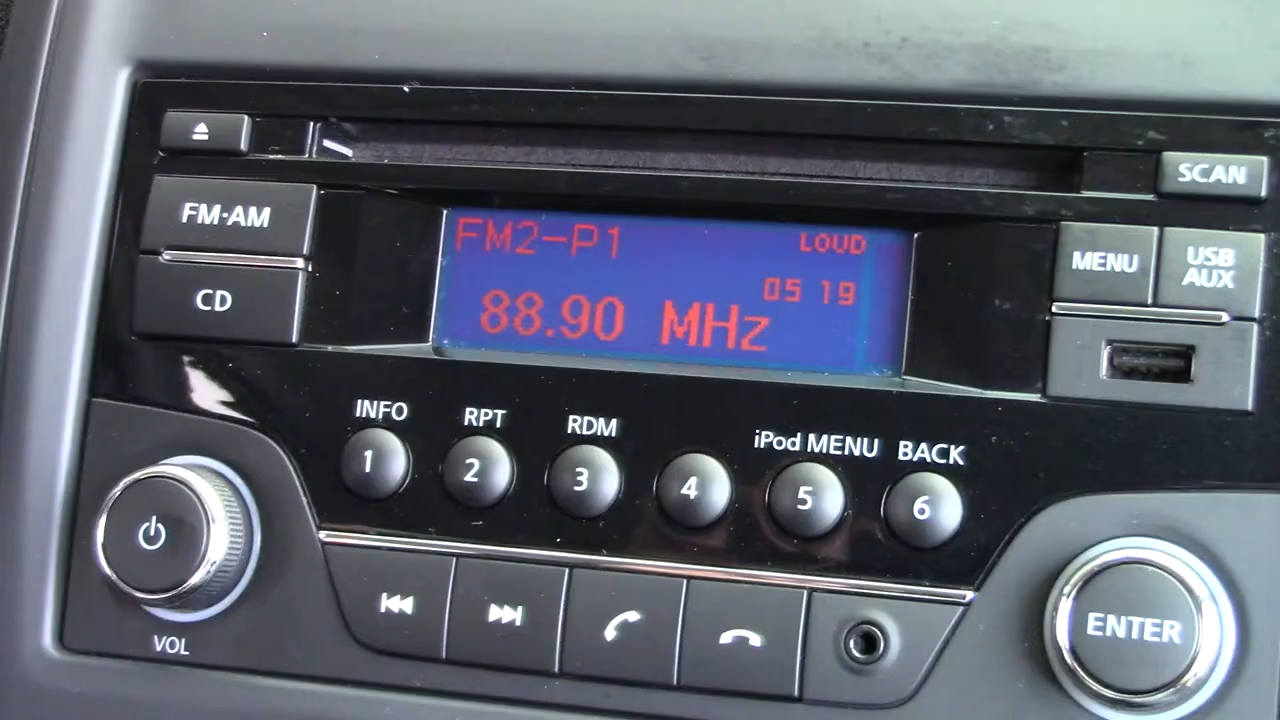 SCAN
FM·AM
CD
FM2-P1
LOUD
05 19
88.90 MHz
MENU
USB
AUX
INFO
RPT
RDM
iPod MENU
BACK
1
2
3
4
5
6
VOL
ENTER